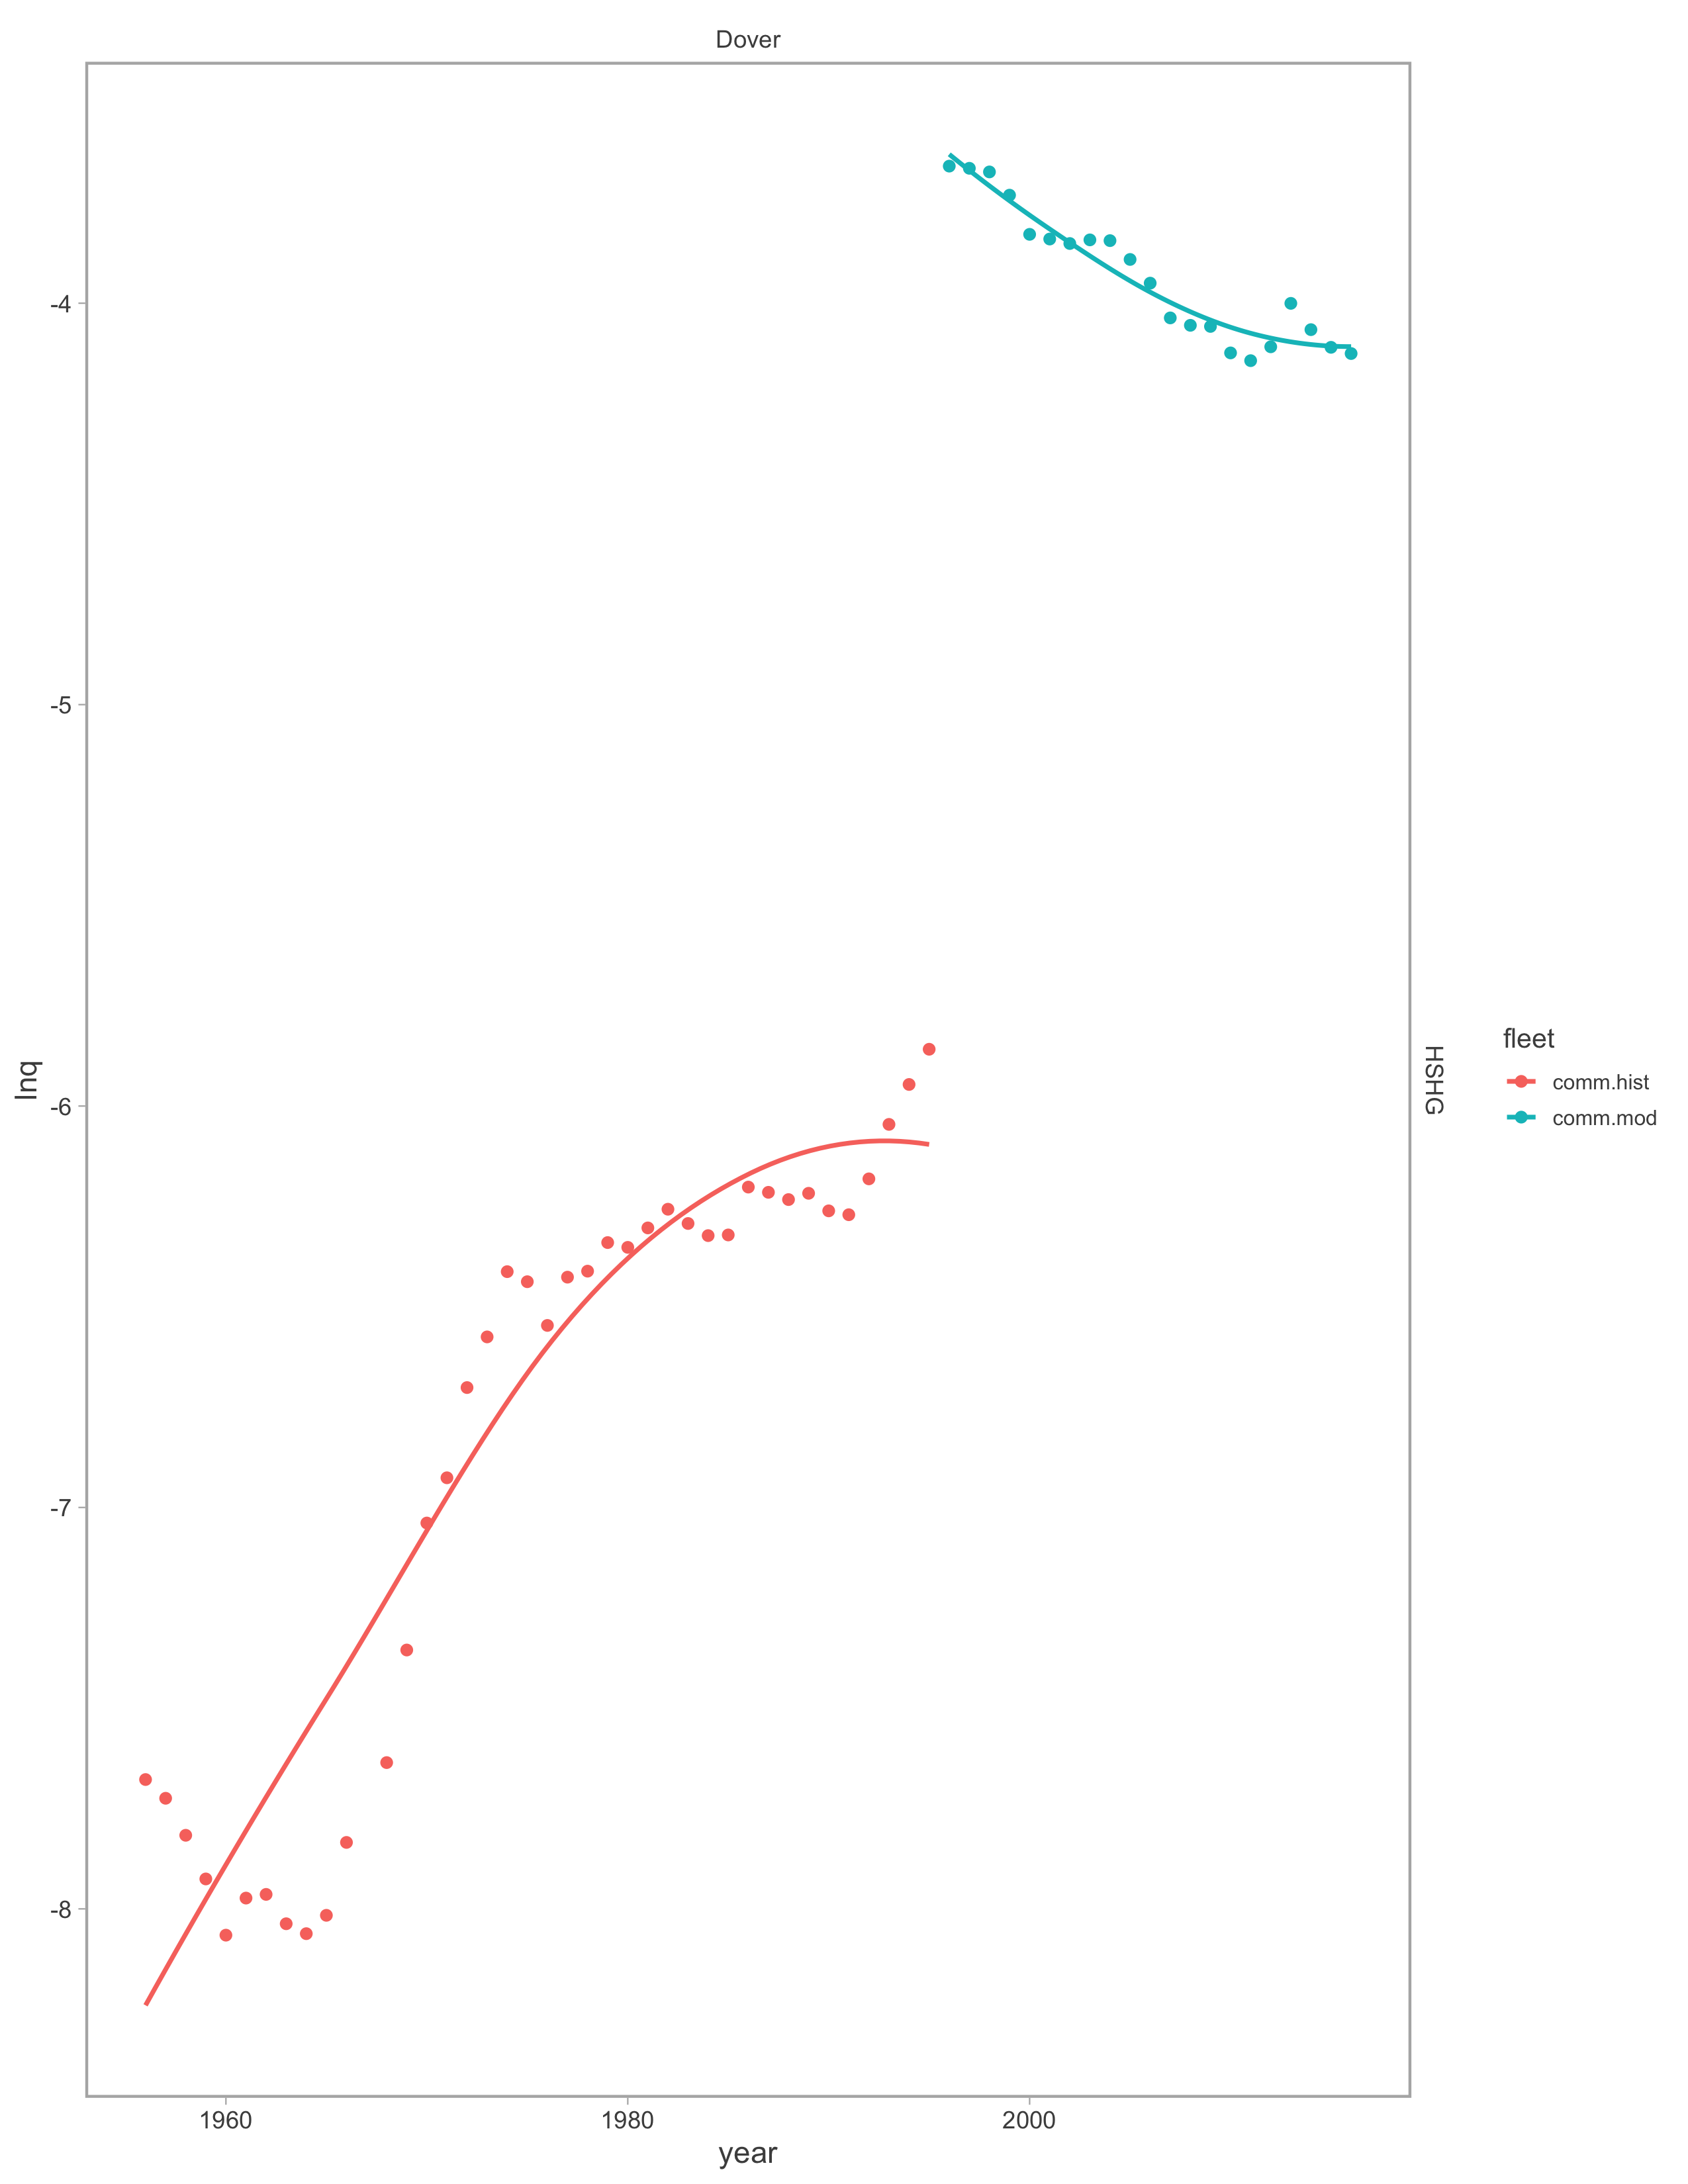 Dover
-4
-5
-6
-7
-8
lnq
1960
1980
2000
year
HSHG
fleet
comm.hist
comm.mod